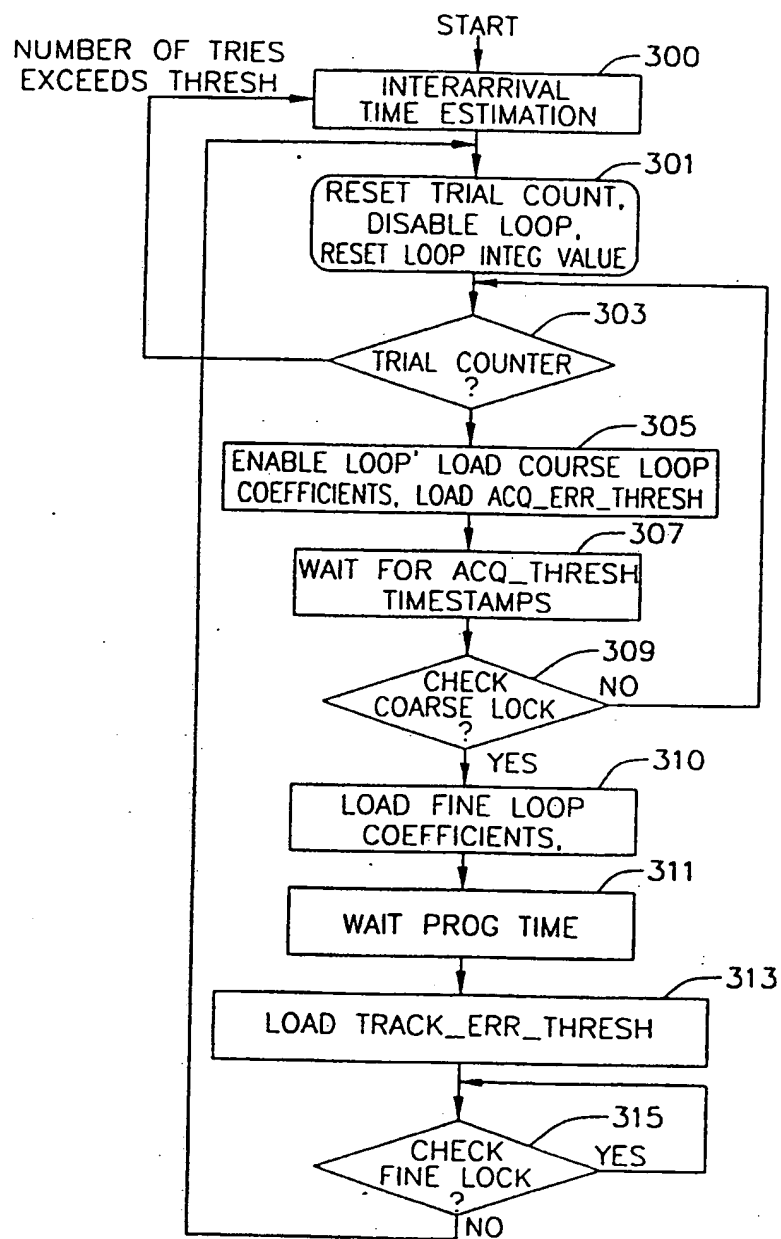 START
NUMBER OF TRIES
EXCEEDS THRESH
300
INTERARRIVAL
TIME ESTIMATION
301
RESET TRIAL COUNT,
DISABLE LOOP,
RESET LOOP INTEG VALUE
303
TRIAL COUNTER
?
305
ENABLE LOOP' LOAD COURSE LOOP
COEFFICIENTS, LOAD ACQ_ERR_THRESH
307
WAIT FOR ACQ_THRESH
TIMESTAMPS
309
CHECK
COARSE LOCK
?
NO
YES
310
LOAD FINE LOOP
COEFFICIENTS,
311
WAIT PROG TIME
313
LOAD TRACK_ERR_THRESH
315
CHECK
FINE LOCK
?
YES
NO